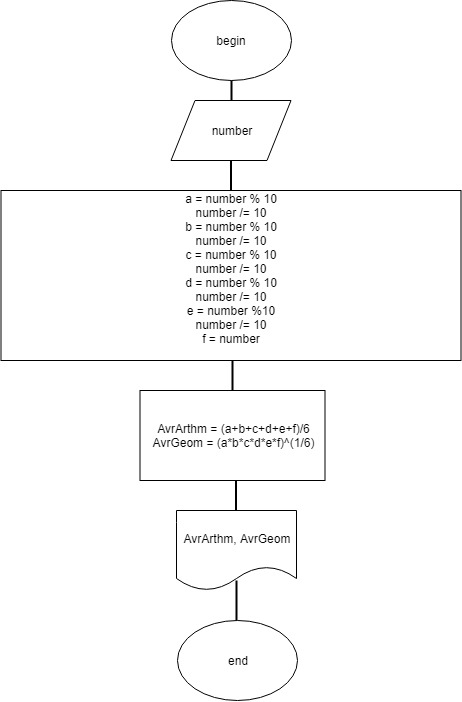 begin
number
a = number % 10
number /= 10
b = number % 10
number /= 10
c = number % 10
number /= 10
d = number % 10
number /= 10
e = number %10
number /= 10
f = number
AvrArthm = (a+b+c+d+e+f)/6
AvrGeom = (a*b*c*d*e*f)^(1/6)
AvrArthm, AvrGeom
end